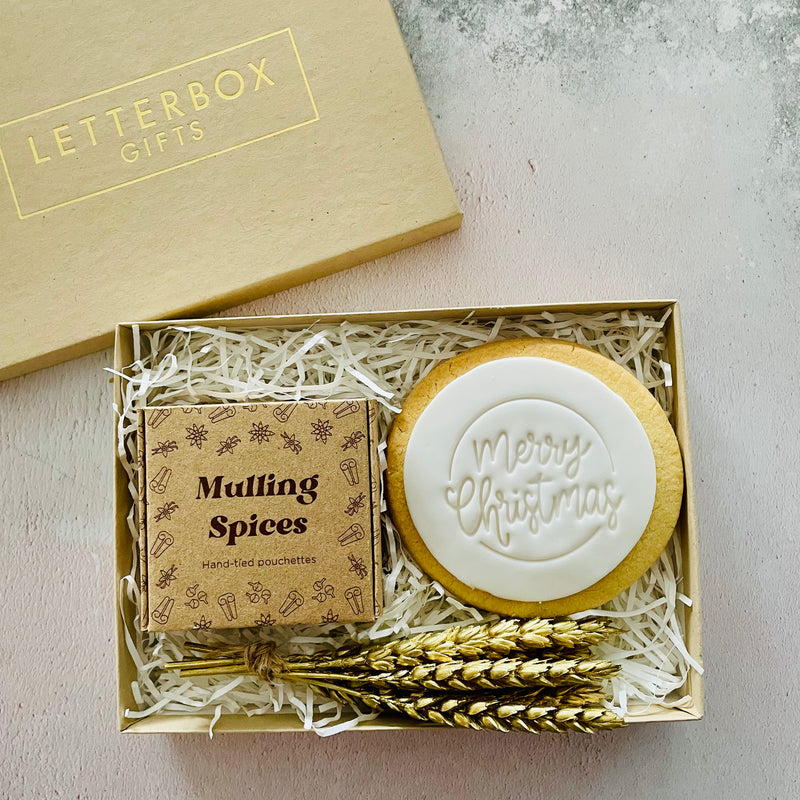 LETTERBOX
GIFTS
Mulling
Spices
Hand-tied pouchettes
merry
Christmas